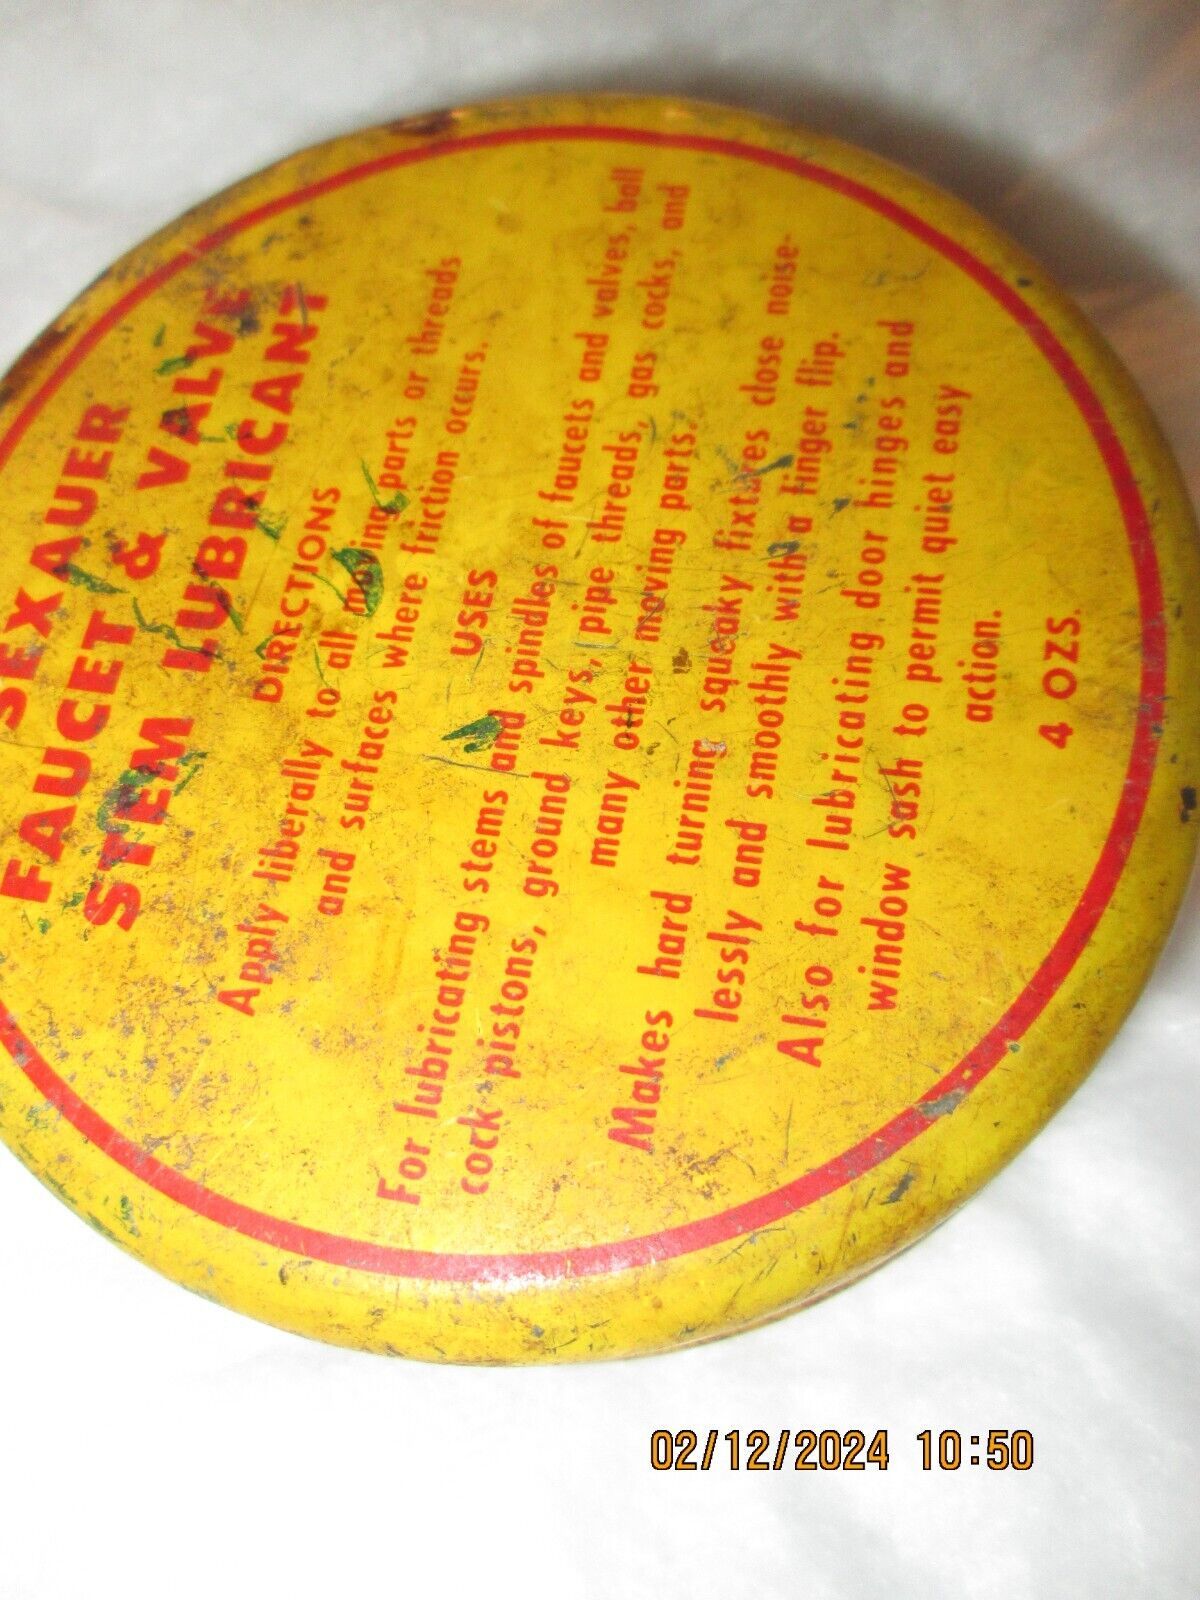 SEXAUER
FAUCET & VALVE
STEM LUBRICANT
DIRECTIONS
Apply liberally to all moving parts or threads
and surfaces where friction occurs.
USES
For lubricating stems and spindles of faucets and valves, ball
cock pistons, ground keys, pipe threads, gas cocks, and
many other moving parts.
Makes hard turning squeaky fixtures close noise-
lessly and smoothly with a finger flip.
Also for lubricating door hinges and
window sash to permit quiet easy
action.
4 OZS.
02/12/2024 10:50